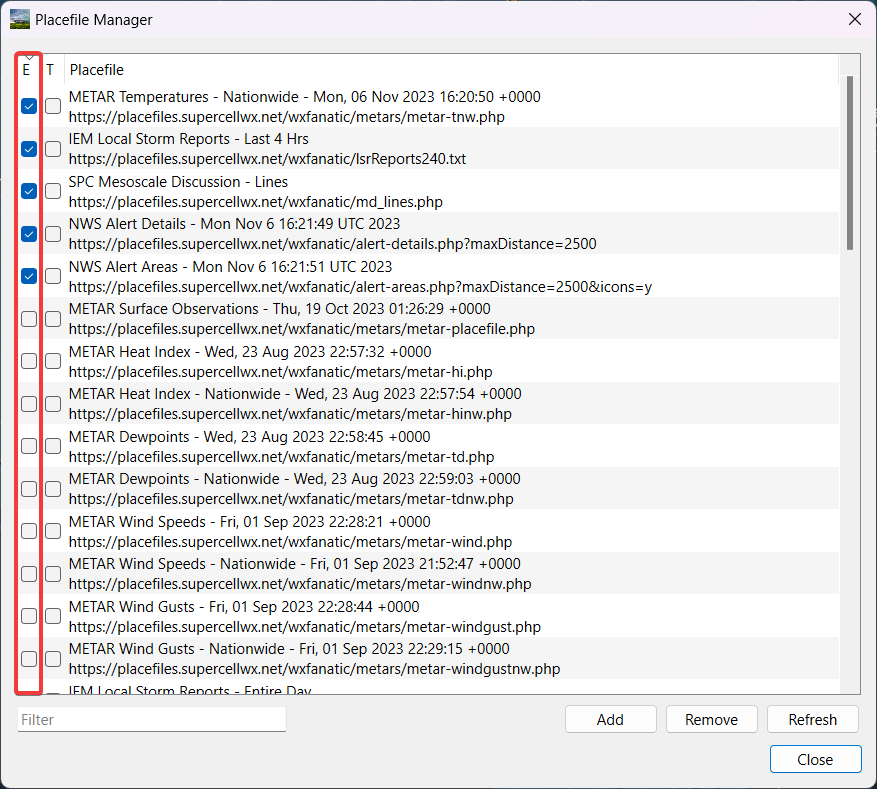 Placefile Manager
E T Placefile
METAR Temperatures - Nationwide - Mon, 06 Nov 2023 16:20:50 +0000
https://placefiles.supercellwx.net/wxfanatic/metars/metar-tnw.php
IEM Local Storm Reports - Last 4 Hrs
https://placefiles.supercellwx.net/wxfanatic/lsrReports240.txt
SPC Mesoscale Discussion - Lines
https://placefiles.supercellwx.net/wxfanatic/md_lines.php
NWS Alert Details - Mon Nov 6 16:21:49 UTC 2023
https://placefiles.supercellwx.net/wxfanatic/alert-details.php?maxDistance=2500
NWS Alert Areas - Mon Nov 6 16:21:51 UTC 2023
https://placefiles.supercellwx.net/wxfanatic/alert-areas.php?maxDistance=2500&icons=y
METAR Surface Observations - Thu, 19 Oct 2023 01:26:29 +0000
https://placefiles.supercellwx.net/wxfanatic/metars/metar-placefile.php
METAR Heat Index - Wed, 23 Aug 2023 22:57:32 +0000
https://placefiles.supercellwx.net/wxfanatic/metars/metar-hi.php
METAR Heat Index - Nationwide - Wed, 23 Aug 2023 22:57:54 +0000
https://placefiles.supercellwx.net/wxfanatic/metars/metar-hinw.php
METAR Dewpoints - Wed, 23 Aug 2023 22:58:45 +0000
https://placefiles.supercellwx.net/wxfanatic/metars/metar-td.php
METAR Dewpoints - Nationwide - Wed, 23 Aug 2023 22:59:03 +0000
https://placefiles.supercellwx.net/wxfanatic/metars/metar-tdnw.php
METAR Wind Speeds - Fri, 01 Sep 2023 22:28:21 +0000
https://placefiles.supercellwx.net/wxfanatic/metars/metar-wind.php
METAR Wind Speeds - Nationwide - Fri, 01 Sep 2023 21:52:47 +0000
https://placefiles.supercellwx.net/wxfanatic/metars/metar-windnw.php
METAR Wind Gusts - Fri, 01 Sep 2023 22:28:44 +0000
https://placefiles.supercellwx.net/wxfanatic/metars/metar-windgust.php
METAR Wind Gusts - Nationwide - Fri, 01 Sep 2023 22:29:15 +0000
https://placefiles.supercellwx.net/wxfanatic/metars/metar-windgustnw.php
IEM Local Storm Reports - Entire Day
Filter
Add Remove Refresh
Close